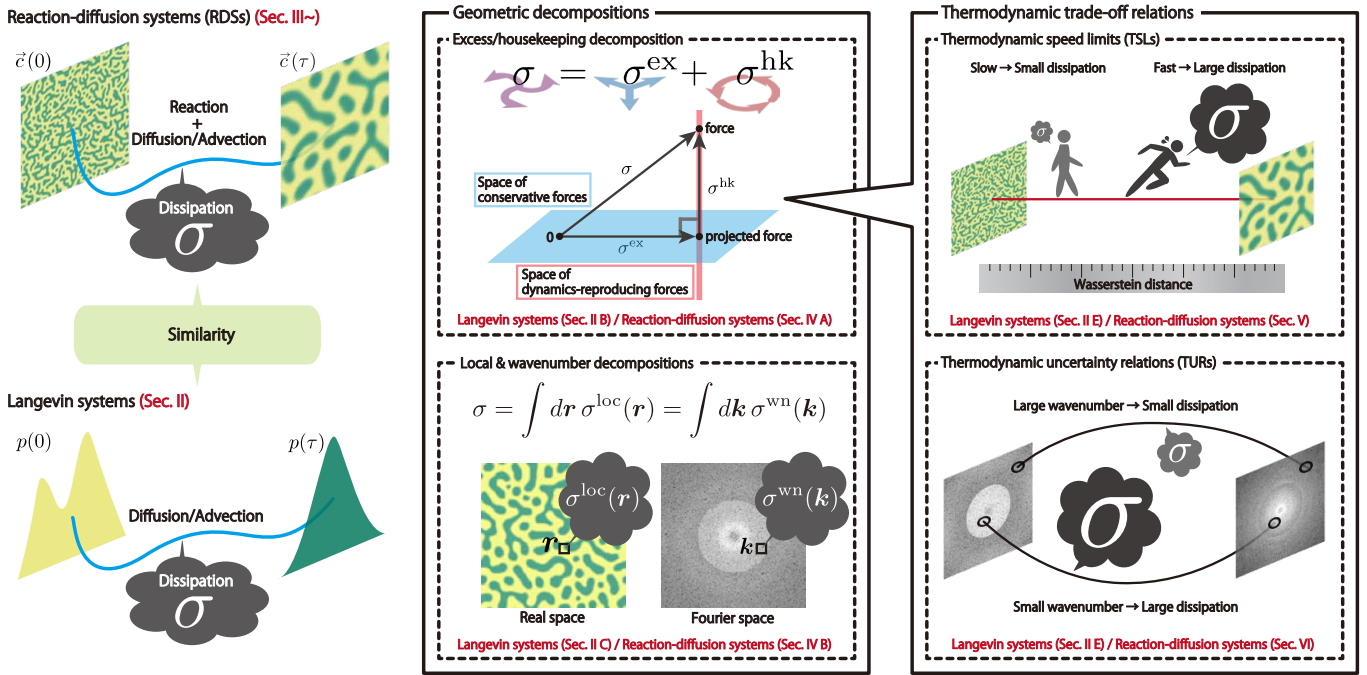 Reaction-diffusion systems (RDSs) (Sec. III~)
c⃗(0)
c⃗(τ)
Reaction
+
Diffusion/Advection
Dissipation
σ
Similarity
Langevin systems (Sec. II)
p(0)
p(τ)
Diffusion/Advection
Dissipation
σ
Geometric decompositions
Excess/housekeeping decomposition
σ = σ^ex + σ^hk
force
σ
σ^hk
Space of
conservative forces
0
σ^ex
projected force
Space of
dynamics-reproducing forces
Langevin systems (Sec. II B) / Reaction-diffusion systems (Sec. IV A)
Local & wavenumber decompositions
σ = ∫ dr σ^loc(r) = ∫ dk σ^wn(k)
σ^loc(r)
r
σ^wn(k)
k
Real space
Fourier space
Langevin systems (Sec. II C) / Reaction-diffusion systems (Sec. IV B)
Thermodynamic trade-off relations
Thermodynamic speed limits (TSLs)
Slow → Small dissipation
Fast → Large dissipation
σ
σ
Wasserstein distance
Langevin systems (Sec. II E) / Reaction-diffusion systems (Sec. V)
Thermodynamic uncertainty relations (TURs)
Large wavenumber → Small dissipation
σ
σ
Small wavenumber → Large dissipation
Langevin systems (Sec. II E) / Reaction-diffusion systems (Sec. VI)